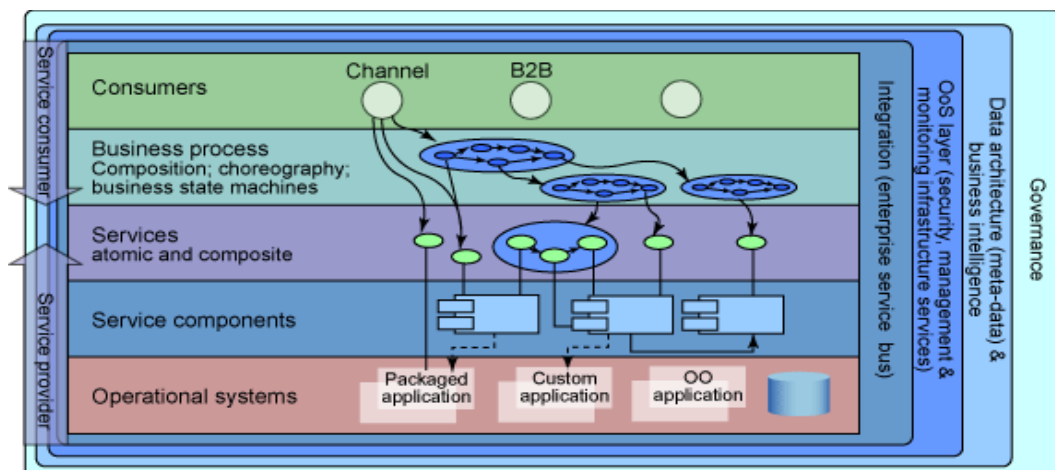 Service consumer
Service provider
Consumers
Channel
B2B
Business process
Composition; choreography;
business state machines
Services
atomic and composite
Service components
Operational systems
Packaged
application
Custom
application
OO
application
Integration (enterprise service bus)
OoS layer (security, management &
monitoring infrastructure services)
Data architecture (meta-data) &
business intelligence
Governance